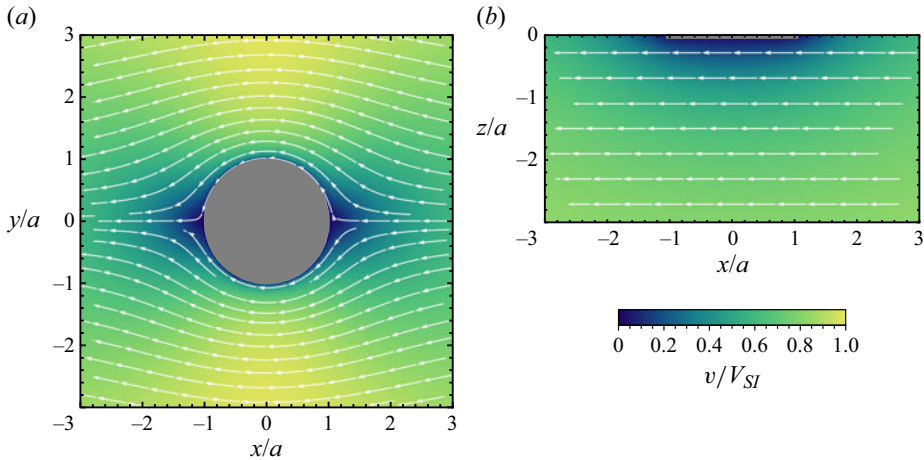 (a)
3
2
1
y/a 0
–1
–2
–3
–3 –2 –1 0 1 2 3
x/a
(b)
0
–1
z/a
–2
–3
–3 –2 –1 0 1 2 3
x/a
0 0.2 0.4 0.6 0.8 1.0
v/V_SI